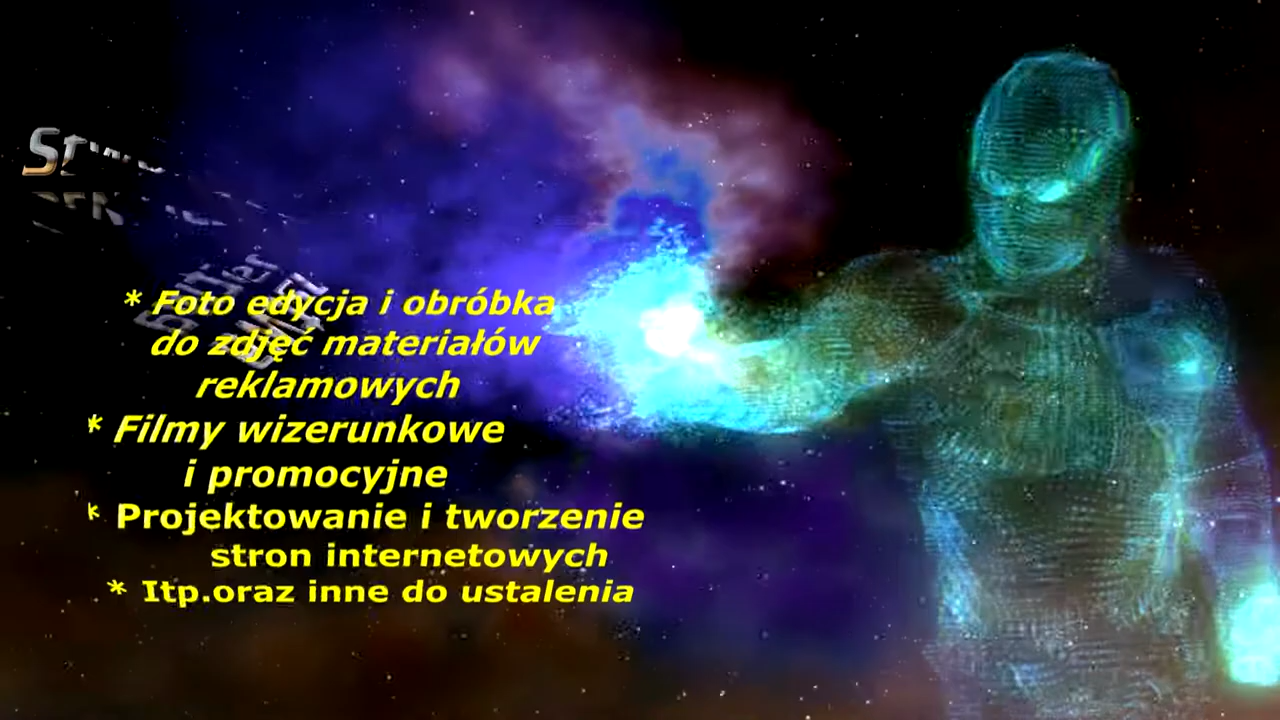 * Foto edycja i obróbka
do zdjęć materiałów
reklamowych
* Filmy wizerunkowe
i promocyjne
* Projektowanie i tworzenie
stron internetowych
* Itp.oraz inne do ustalenia